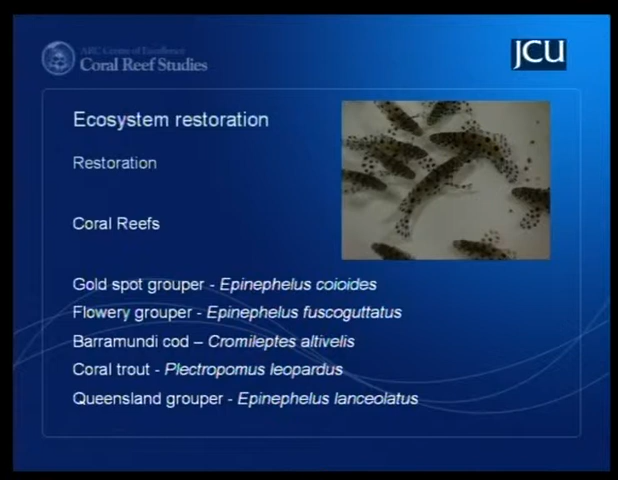 ARC Centre of Excellence
Coral Reef Studies
JCU
Ecosystem restoration
Restoration
Coral Reefs
Gold spot grouper - Epinephelus coioides
Flowery grouper - Epinephelus fuscoguttatus
Barramundi cod – Cromileptes altivelis
Coral trout - Plectropomus leopardus
Queensland grouper - Epinephelus lanceolatus